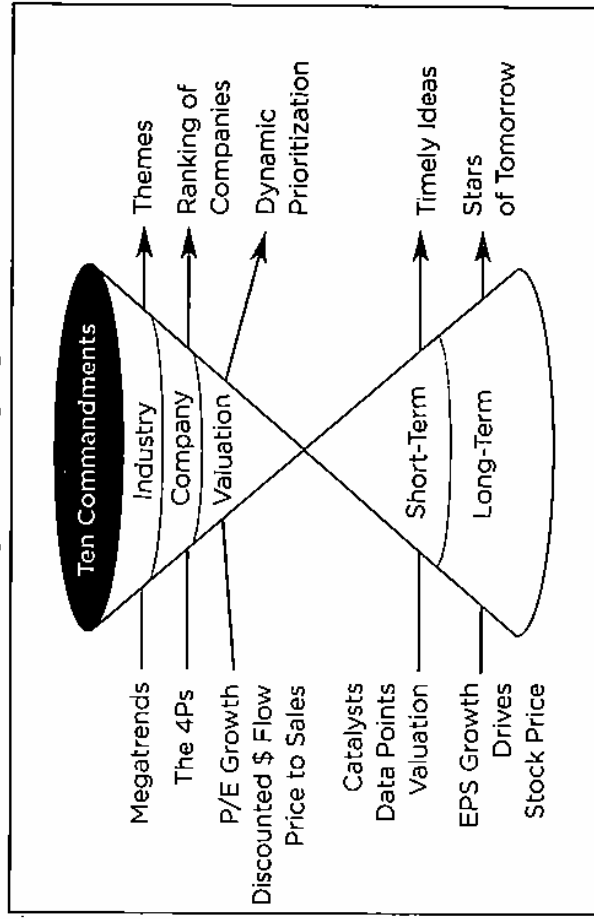 Ten Commandments
Megatrends
Industry
Themes
The 4Ps
Company
Ranking of
Companies
P/E Growth
Discounted $ Flow
Price to Sales
Valuation
Dynamic
Prioritization
Catalysts
Data Points
Valuation
Short-Term
Timely Ideas
EPS Growth
Drives
Stock Price
Long-Term
Stars
of Tomorrow